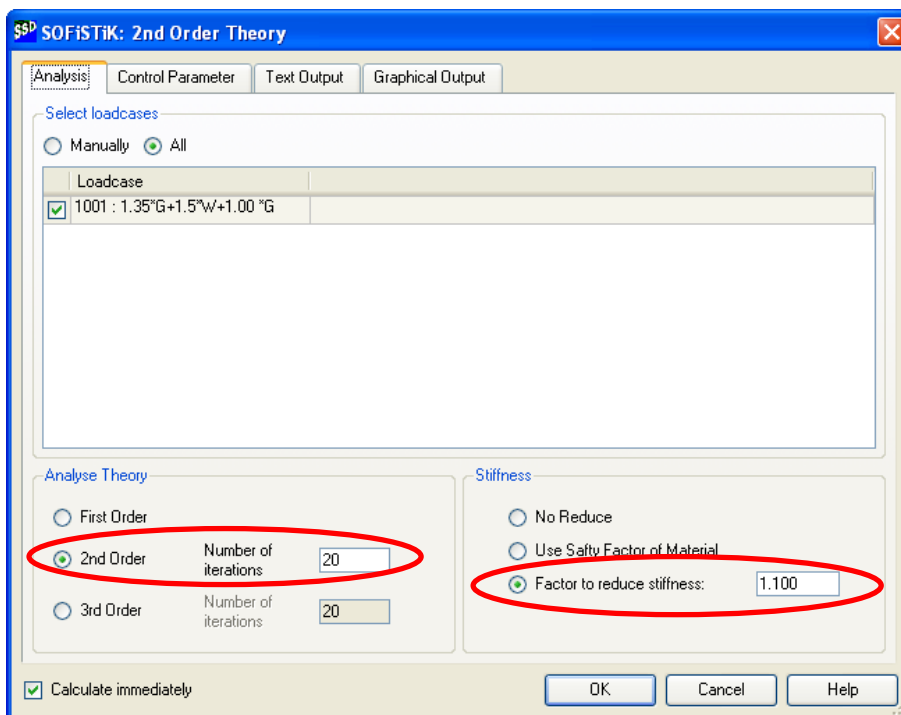 SSD SOFiSTiK: 2nd Order Theory
Analysis Control Parameter Text Output Graphical Output
Select loadcases
Manually All
Loadcase
1001 : 1.35*G+1.5*W+1.00 *G
Analyse Theory
First Order
2nd Order Number of
iterations 20
3rd Order Number of
iterations 20
Stiffness
No Reduce
Use Safty Factor of Material
Factor to reduce stiffness: 1.100
Calculate immediately
OK Cancel Help